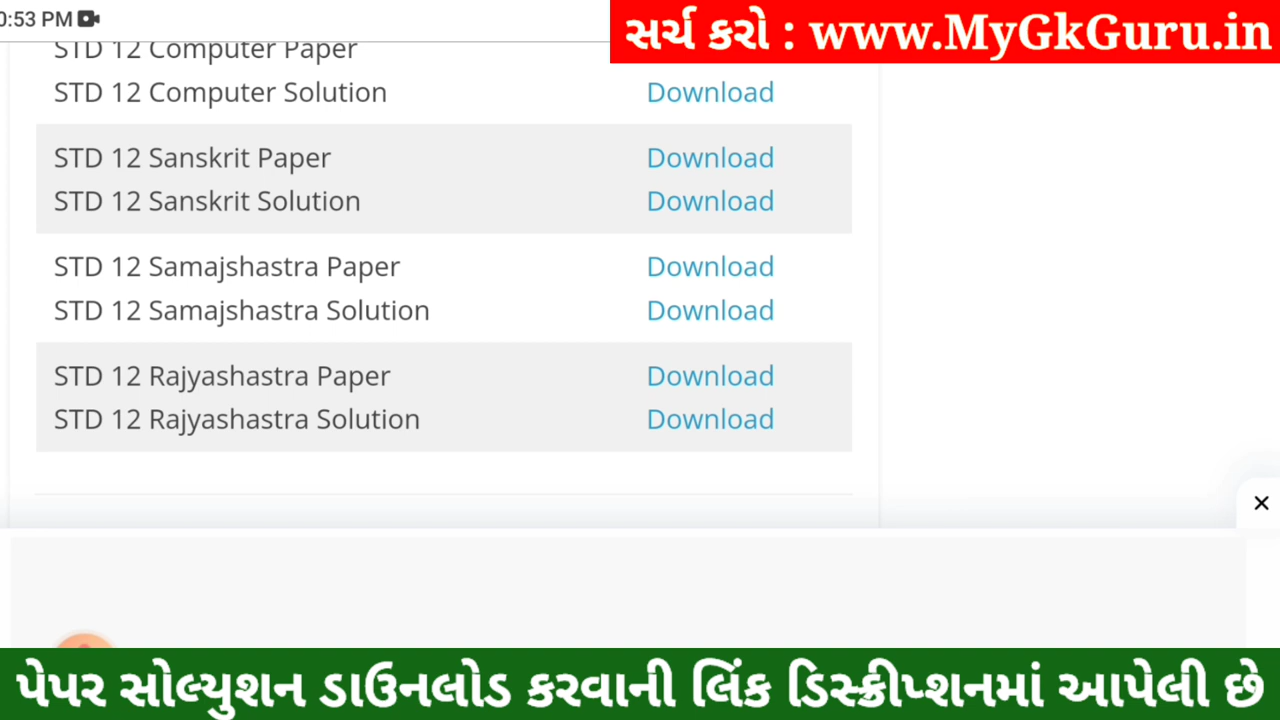 0:53 PM
સર્ચ કરો : www.MyGkGuru.in
STD 12 Computer Paper
STD 12 Computer Solution Download
STD 12 Sanskrit Paper Download
STD 12 Sanskrit Solution Download
STD 12 Samajshastra Paper Download
STD 12 Samajshastra Solution Download
STD 12 Rajyashastra Paper Download
STD 12 Rajyashastra Solution Download
પેપર સોલ્યુશન ડાઉનલોડ કરવાની લિંક ડિસ્ક્રીપ્શનમાં આપેલી છે